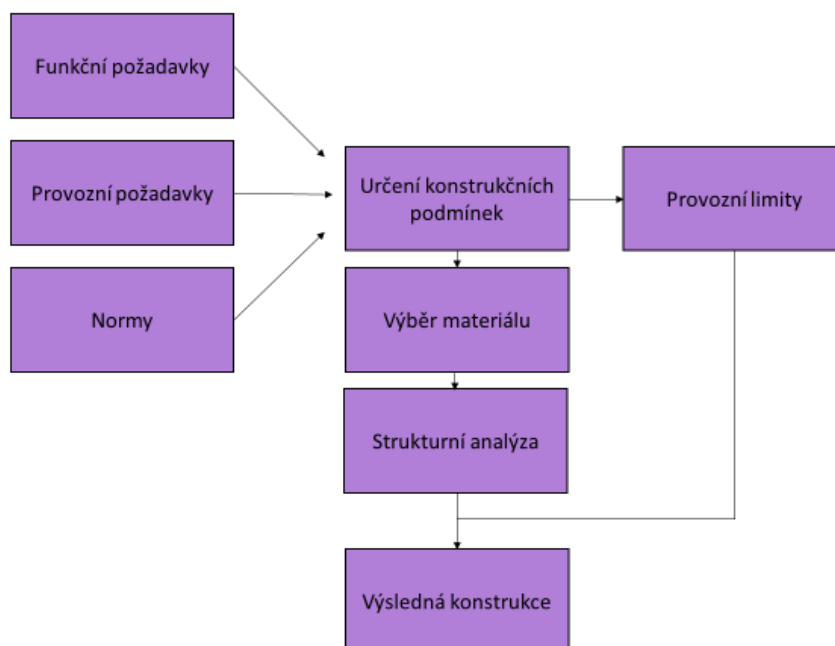 Funkční požadavky
Provozní požadavky
Normy
Určení konstrukčních
podmínek
Provozní limity
Výběr materiálu
Strukturní analýza
Výsledná konstrukce